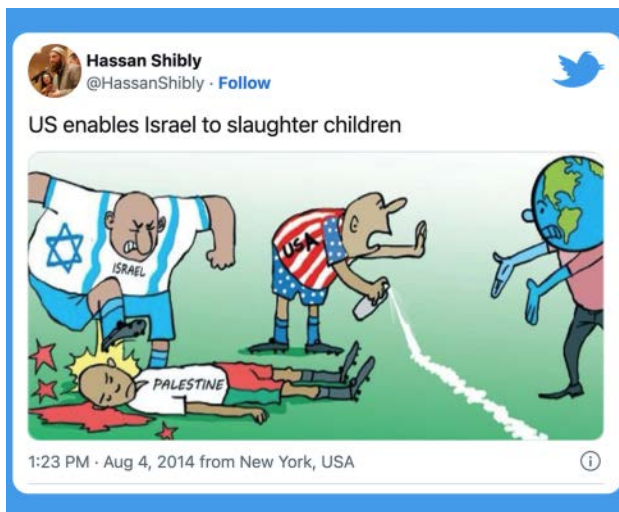 Hassan Shibly
@HassanShibly · Follow
US enables Israel to slaughter children
ISRAEL
USA
PALESTINE
1:23 PM · Aug 4, 2014 from New York, USA